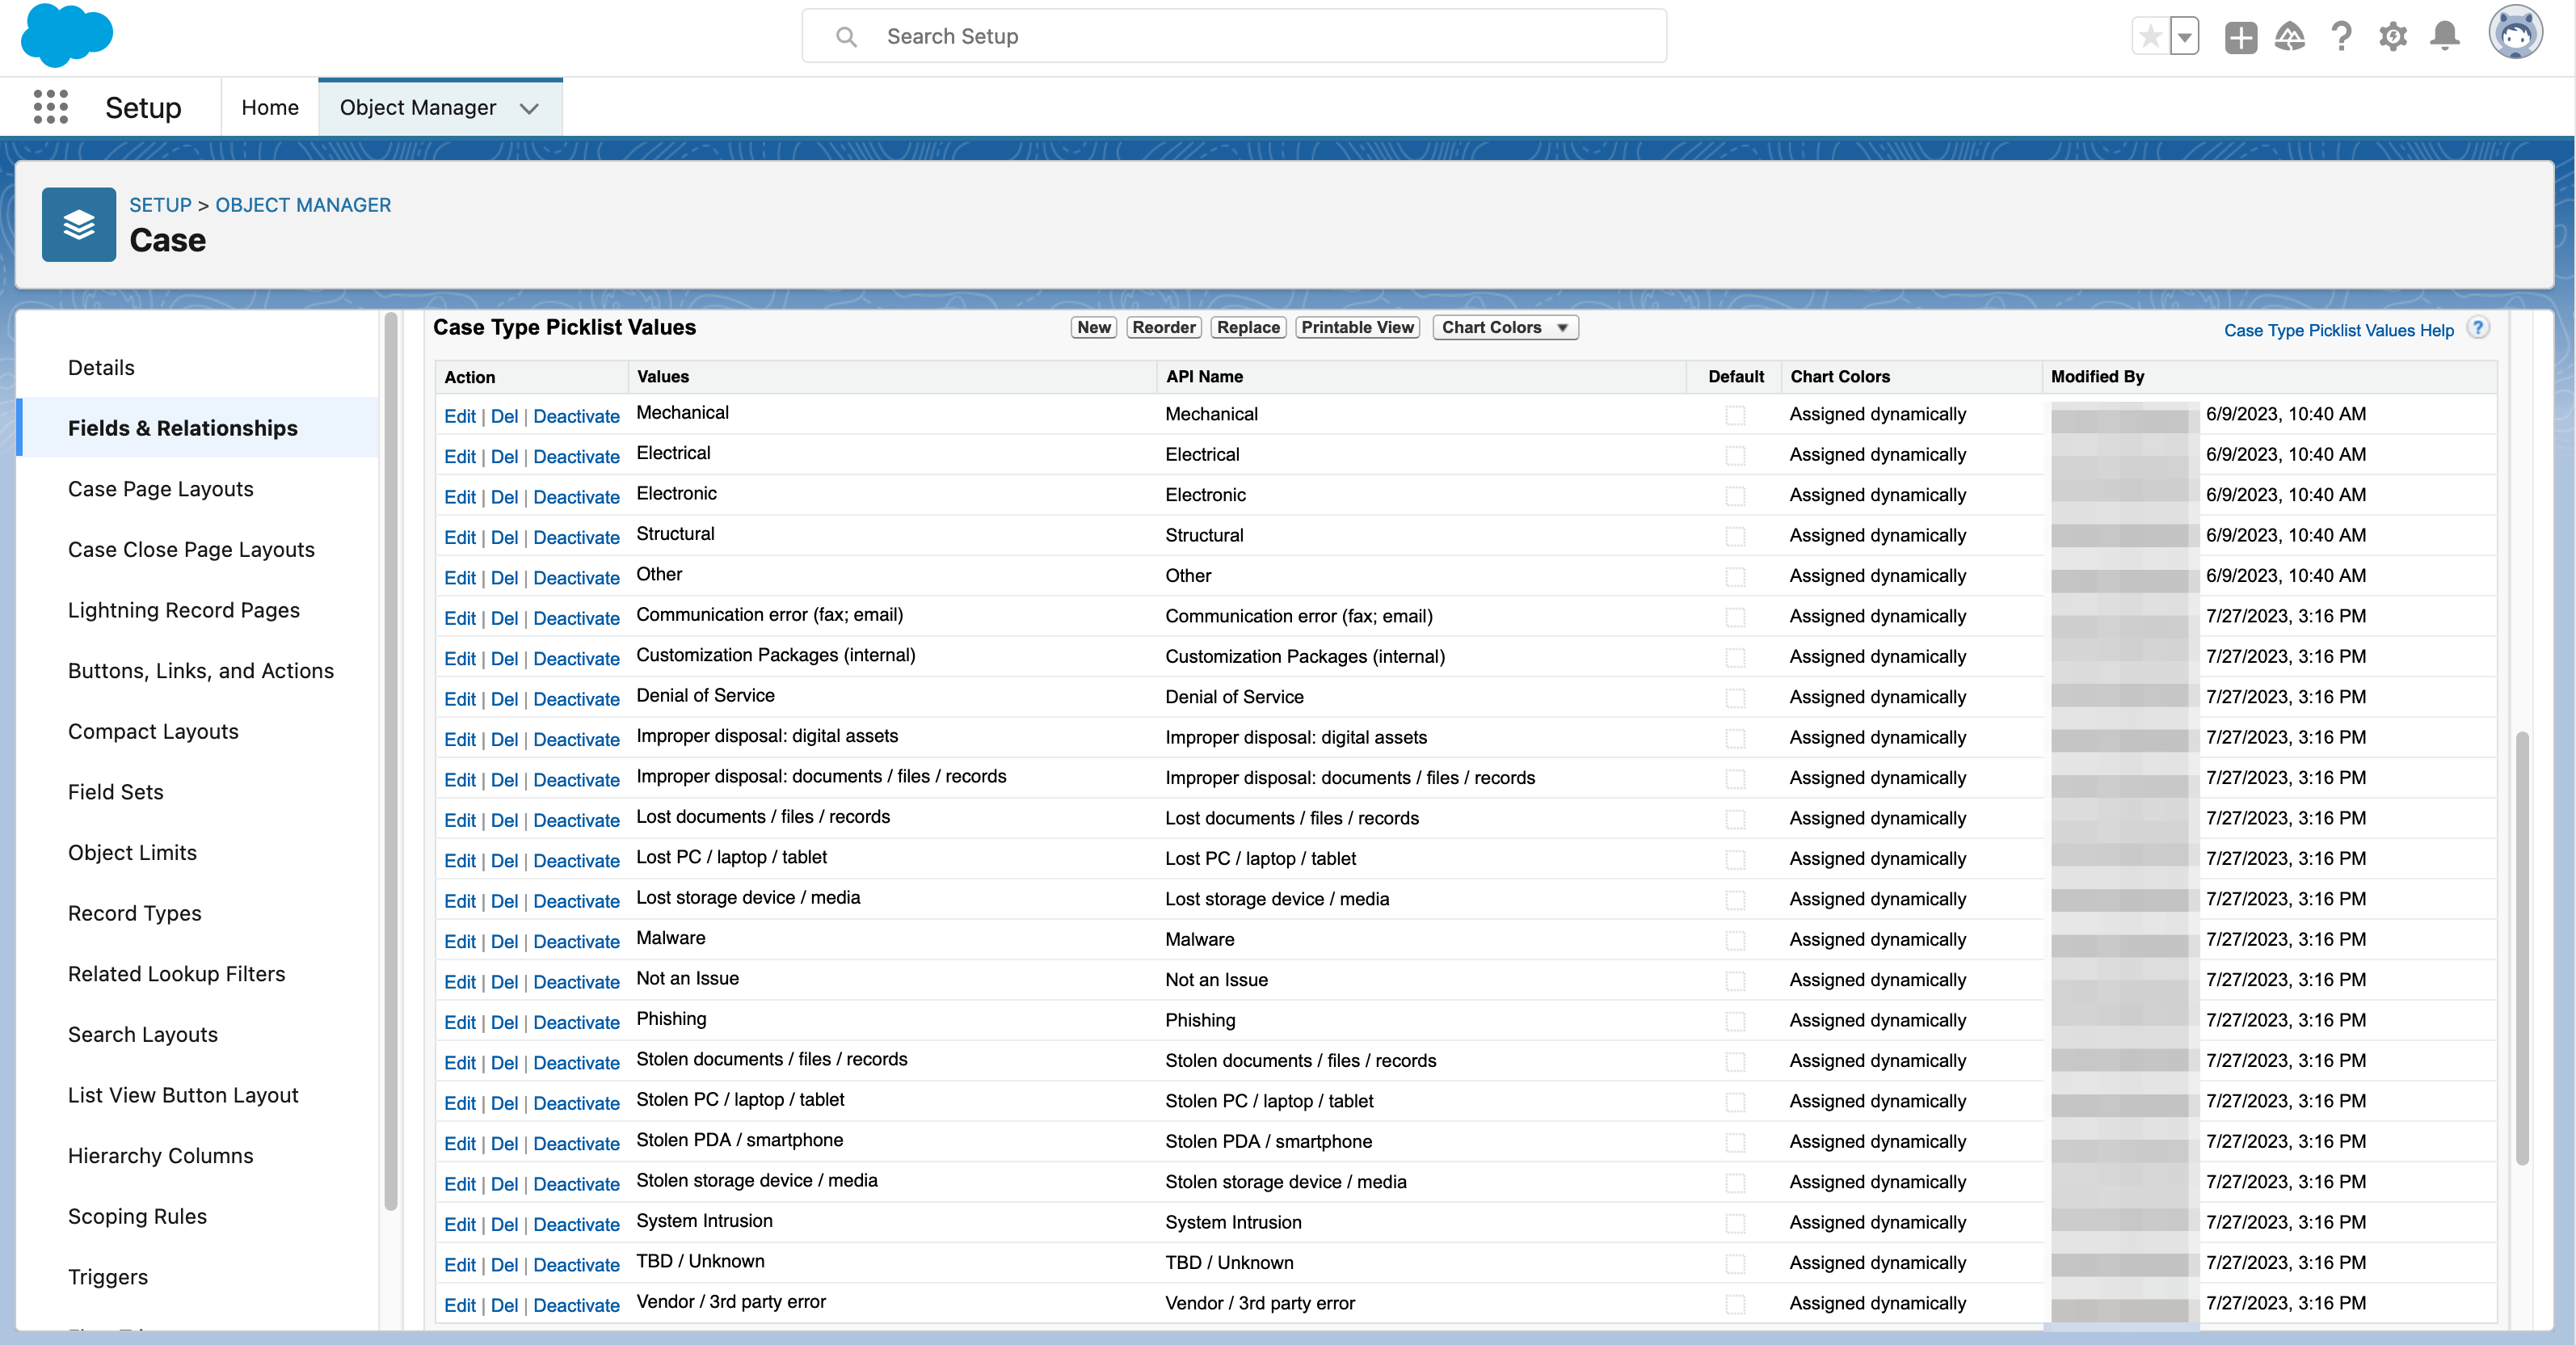 Search Setup
Setup Home Object Manager
SETUP > OBJECT MANAGER
Case
Details
Fields & Relationships
Case Page Layouts
Case Close Page Layouts
Lightning Record Pages
Buttons, Links, and Actions
Compact Layouts
Field Sets
Object Limits
Record Types
Related Lookup Filters
Search Layouts
List View Button Layout
Hierarchy Columns
Scoping Rules
Triggers
Case Type Picklist Values New Reorder Replace Printable View Chart Colors Case Type Picklist Values Help ?
Action Values API Name Default Chart Colors Modified By
Edit | Del | Deactivate Mechanical Mechanical Assigned dynamically 6/9/2023, 10:40 AM
Edit | Del | Deactivate Electrical Electrical Assigned dynamically 6/9/2023, 10:40 AM
Edit | Del | Deactivate Electronic Electronic Assigned dynamically 6/9/2023, 10:40 AM
Edit | Del | Deactivate Structural Structural Assigned dynamically 6/9/2023, 10:40 AM
Edit | Del | Deactivate Other Other Assigned dynamically 6/9/2023, 10:40 AM
Edit | Del | Deactivate Communication error (fax; email) Communication error (fax; email) Assigned dynamically 7/27/2023, 3:16 PM
Edit | Del | Deactivate Customization Packages (internal) Customization Packages (internal) Assigned dynamically 7/27/2023, 3:16 PM
Edit | Del | Deactivate Denial of Service Denial of Service Assigned dynamically 7/27/2023, 3:16 PM
Edit | Del | Deactivate Improper disposal: digital assets Improper disposal: digital assets Assigned dynamically 7/27/2023, 3:16 PM
Edit | Del | Deactivate Improper disposal: documents / files / records Improper disposal: documents / files / records Assigned dynamically 7/27/2023, 3:16 PM
Edit | Del | Deactivate Lost documents / files / records Lost documents / files / records Assigned dynamically 7/27/2023, 3:16 PM
Edit | Del | Deactivate Lost PC / laptop / tablet Lost PC / laptop / tablet Assigned dynamically 7/27/2023, 3:16 PM
Edit | Del | Deactivate Lost storage device / media Lost storage device / media Assigned dynamically 7/27/2023, 3:16 PM
Edit | Del | Deactivate Malware Malware Assigned dynamically 7/27/2023, 3:16 PM
Edit | Del | Deactivate Not an Issue Not an Issue Assigned dynamically 7/27/2023, 3:16 PM
Edit | Del | Deactivate Phishing Phishing Assigned dynamically 7/27/2023, 3:16 PM
Edit | Del | Deactivate Stolen documents / files / records Stolen documents / files / records Assigned dynamically 7/27/2023, 3:16 PM
Edit | Del | Deactivate Stolen PC / laptop / tablet Stolen PC / laptop / tablet Assigned dynamically 7/27/2023, 3:16 PM
Edit | Del | Deactivate Stolen PDA / smartphone Stolen PDA / smartphone Assigned dynamically 7/27/2023, 3:16 PM
Edit | Del | Deactivate Stolen storage device / media Stolen storage device / media Assigned dynamically 7/27/2023, 3:16 PM
Edit | Del | Deactivate System Intrusion System Intrusion Assigned dynamically 7/27/2023, 3:16 PM
Edit | Del | Deactivate TBD / Unknown TBD / Unknown Assigned dynamically 7/27/2023, 3:16 PM
Edit | Del | Deactivate Vendor / 3rd party error Vendor / 3rd party error Assigned dynamically 7/27/2023, 3:16 PM